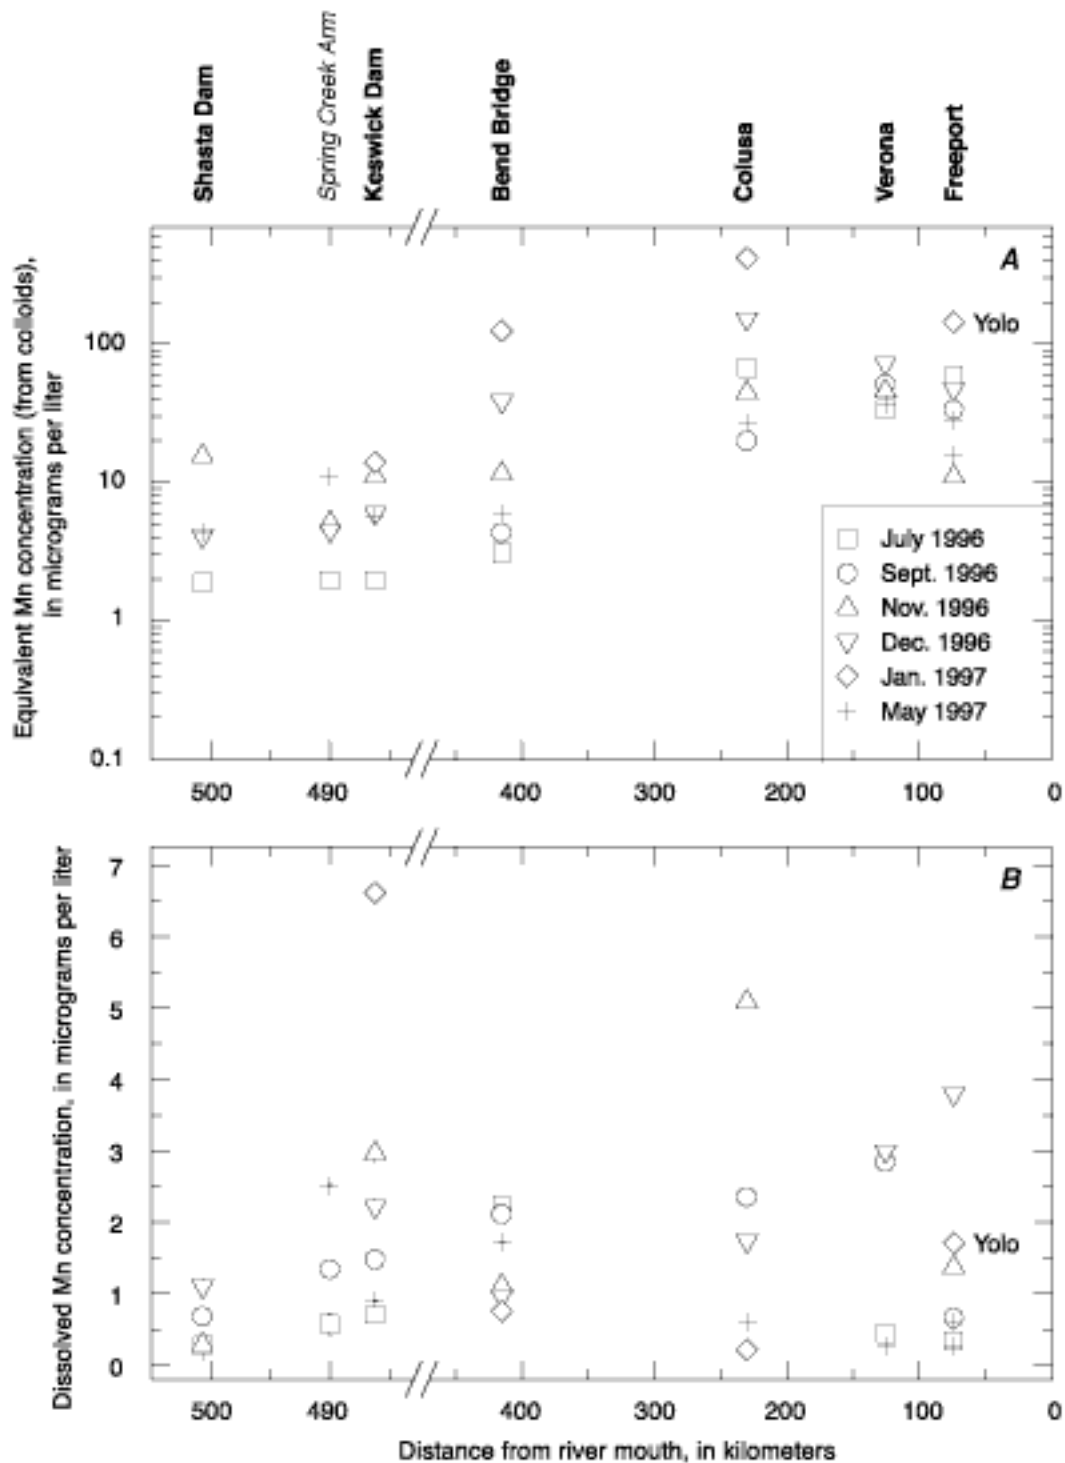 Shasta Dam
Spring Creek Arm
Keswick Dam
Bend Bridge
Colusa
Verona
Freeport
Equivalent Mn concentration (from colloids),
in micrograms per liter
A
100
10
1
0.1
Yolo
July 1996
Sept. 1996
Nov. 1996
Dec. 1996
Jan. 1997
May 1997
500 490 400 300 200 100 0
Dissolved Mn concentration, in micrograms per liter
B
7
6
5
4
3
2
1
0
Yolo
500 490 400 300 200 100 0
Distance from river mouth, in kilometers